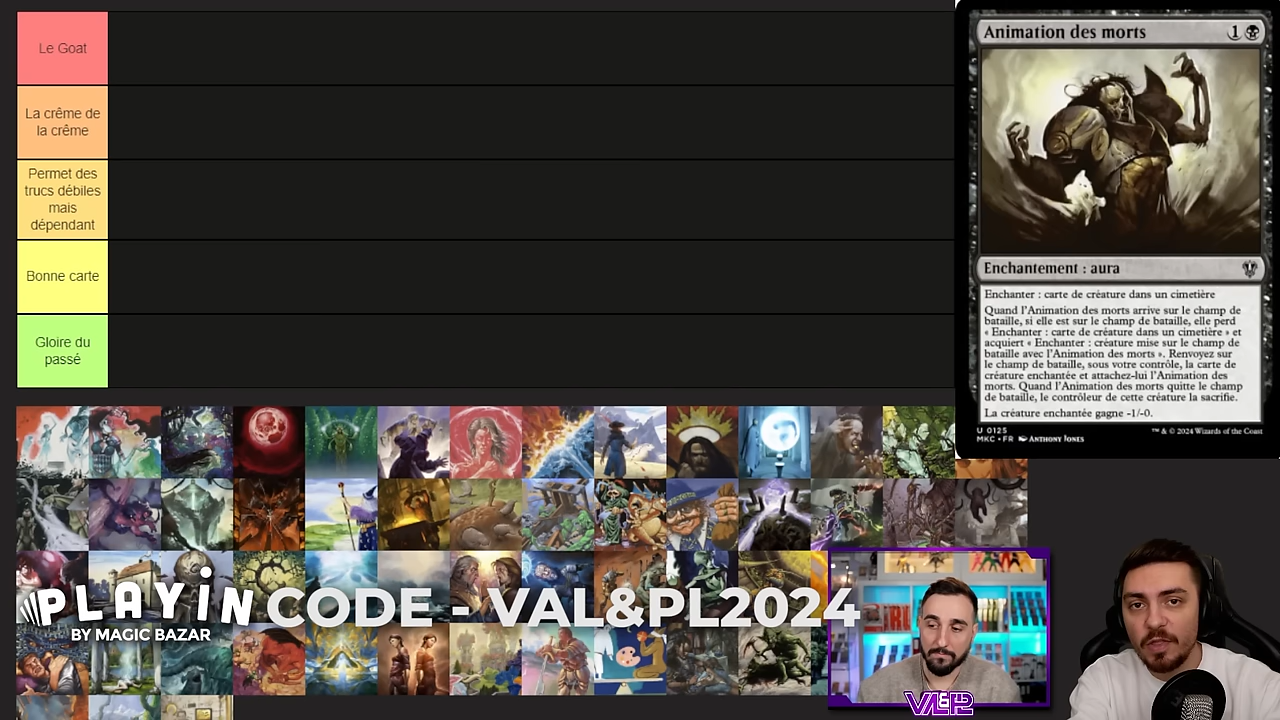 Le Goat
La crême de
la crême
Permet des
trucs débiles
mais
dépendant
Bonne carte
Gloire du
passé
Animation des morts
1
Enchantement : aura
Enchanter : carte de créature dans un cimetière
Quand l'Animation des morts arrive sur le champ de
bataille, si elle est sur le champ de bataille, elle perd
« Enchanter : carte de créature dans un cimetière » et
acquiert « Enchanter : créature mise sur le champ de
bataille avec l'Animation des morts ». Renvoyez sur
le champ de bataille, sous votre contrôle, la carte de
créature enchantée et attachez-lui l'Animation des
morts. Quand l'Animation des morts quitte le champ
de bataille, le contrôleur de cette créature la sacrifie.
La créature enchantée gagne -1/-0.
U 0125
MKC • FR Anthony Jones
™ & © 2024 Wizards of the Coast
PLAYIN
BY MAGIC BAZAR
CODE - VAL&PL2024